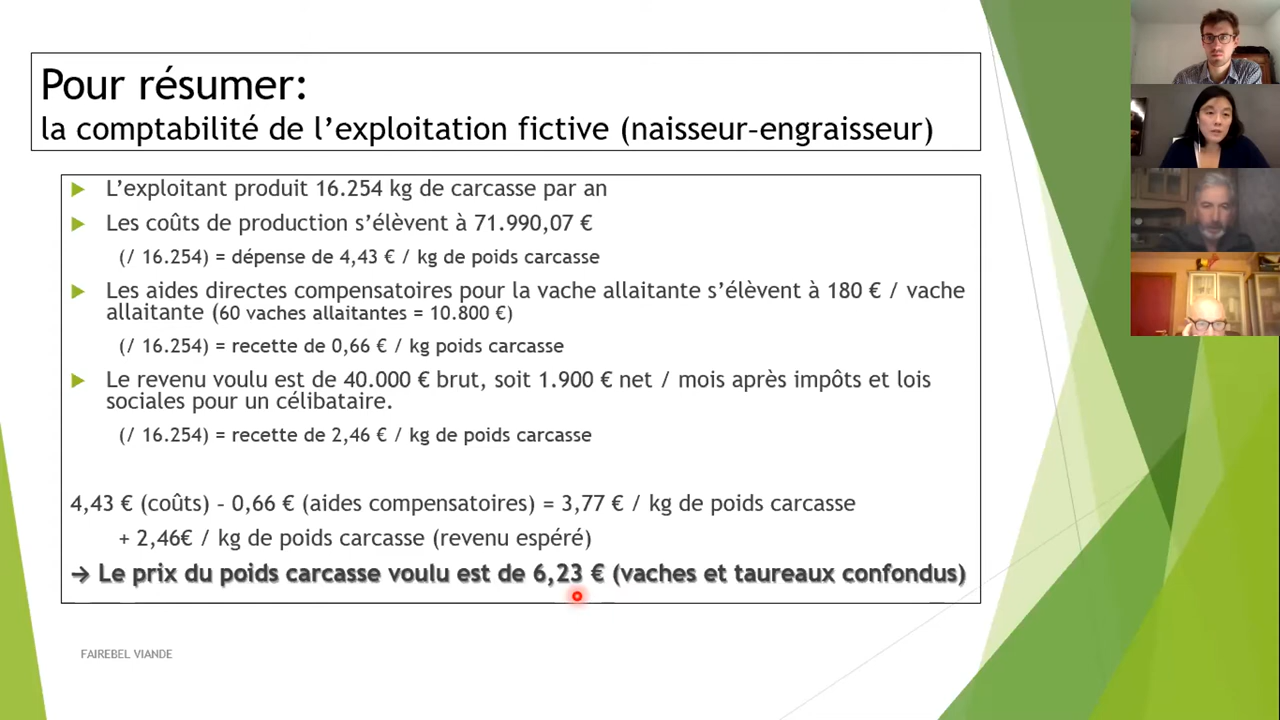 Pour résumer:
la comptabilité de l’exploitation fictive (naisseur-engraisseur)
L’exploitant produit 16.254 kg de carcasse par an
Les coûts de production s’élèvent à 71.990,07 €
(/ 16.254) = dépense de 4,43 € / kg de poids carcasse
Les aides directes compensatoires pour la vache allaitante s’élèvent à 180 € / vache
allaitante (60 vaches allaitantes = 10.800 €)
(/ 16.254) = recette de 0,66 € / kg poids carcasse
Le revenu voulu est de 40.000 € brut, soit 1.900 € net / mois après impôts et lois
sociales pour un célibataire.
(/ 16.254) = recette de 2,46 € / kg de poids carcasse
4,43 € (coûts) – 0,66 € (aides compensatoires) = 3,77 € / kg de poids carcasse
+ 2,46€ / kg de poids carcasse (revenu espéré)
→ Le prix du poids carcasse voulu est de 6,23 € (vaches et taureaux confondus)
FAIREBEL VIANDE